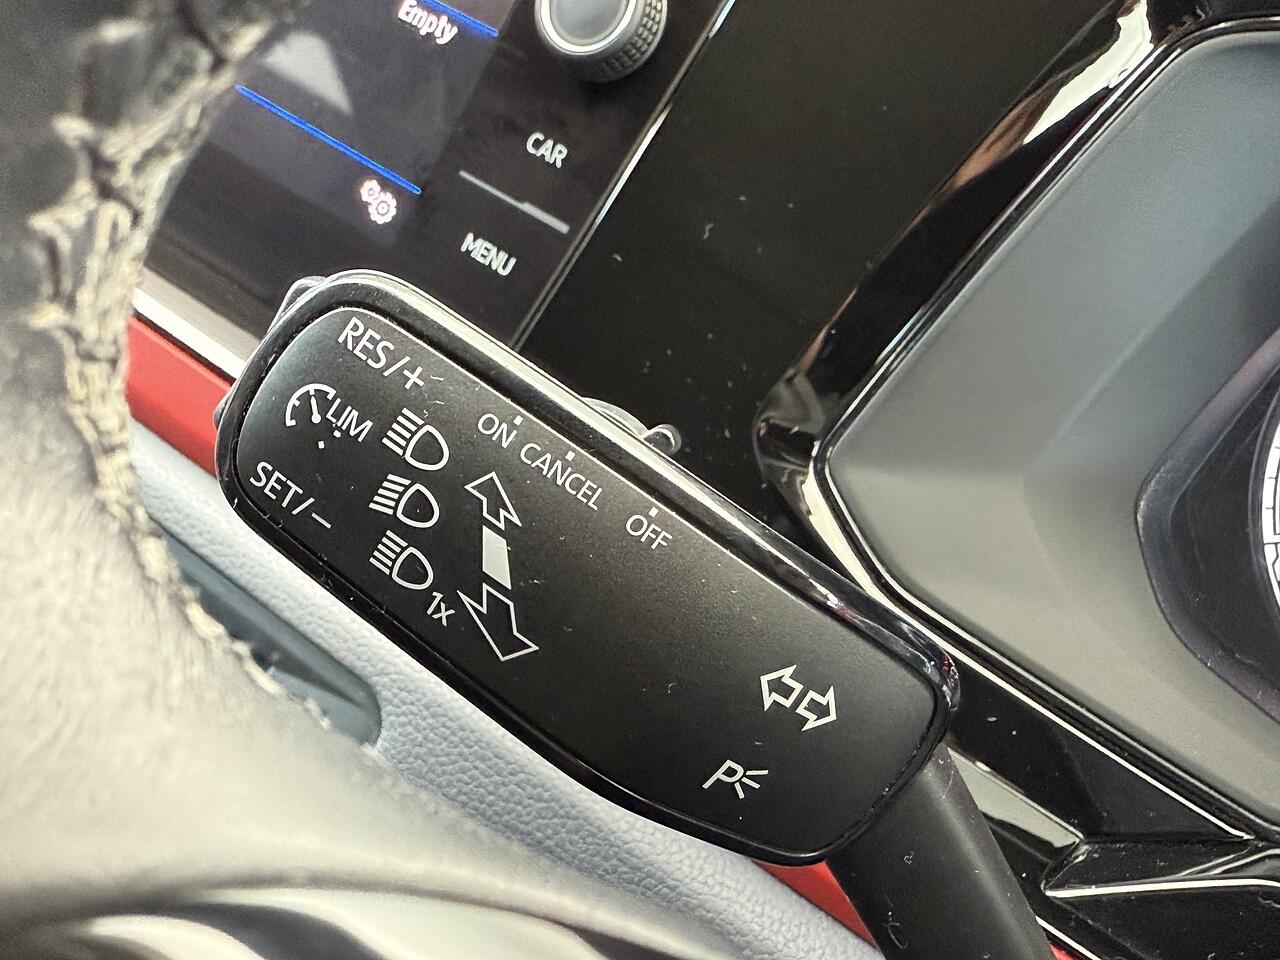 Empty
CAR
MENU
RES/+
LIM
SET/−
ON
CANCEL
OFF
1x
P